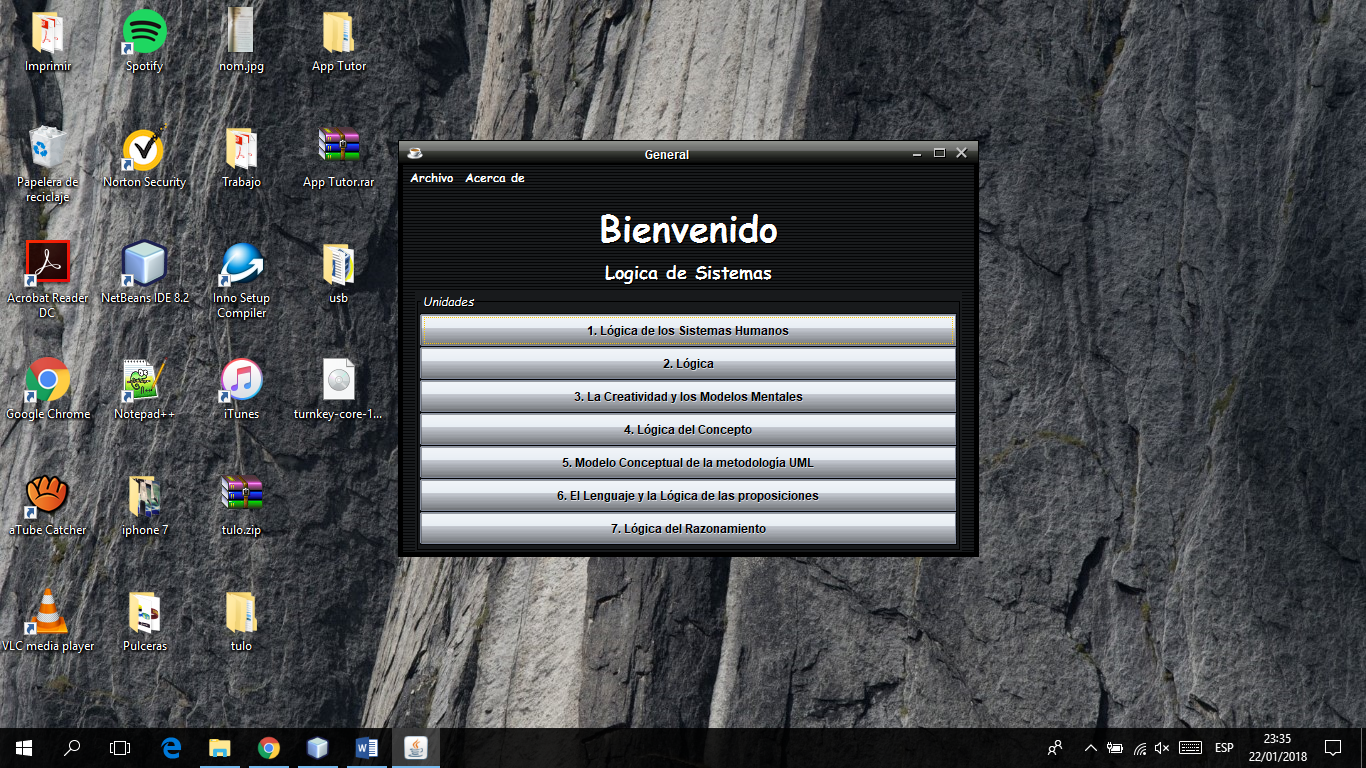 Imprimir
Spotify
nom.jpg
App Tutor
Papelera de
reciclaje
Norton Security
Trabajo
App Tutor.rar
Acrobat Reader
DC
NetBeans IDE 8.2
Inno Setup
Compiler
usb
Google Chrome
Notepad++
iTunes
turnkey-core-1...
aTube Catcher
iphone 7
tulo.zip
VLC media player
Pulceras
tulo
General
Archivo Acerca de
Bienvenido
Logica de Sistemas
Unidades
1. Lógica de los Sistemas Humanos
2. Lógica
3. La Creatividad y los Modelos Mentales
4. Lógica del Concepto
5. Modelo Conceptual de la metodología UML
6. El Lenguaje y la Lógica de las proposiciones
7. Lógica del Razonamiento
ESP
23:35
22/01/2018